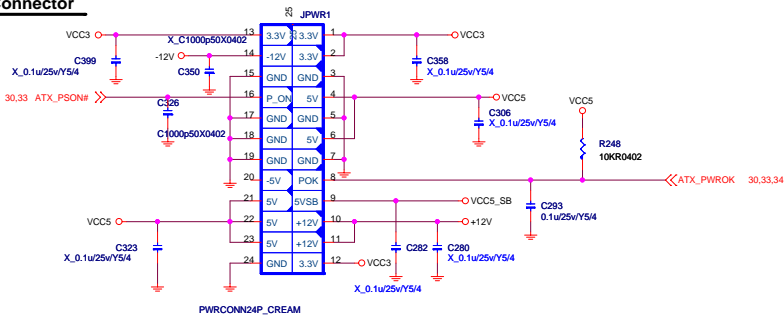 Connector
25
JPWR1
VCC3
13
3.3V
25
3.3V
1
VCC3
X_C1000p50X0402
C399
X_0.1u/25v/Y5/4
-12V
14
-12V
3.3V
2
C358
X_0.1u/25v/Y5/4
C350
15
GND
GND
3
30,33 ATX_PSON#
16
P_ON
5V
4
VCC5
C326
C1000p50X0402
17
GND
GND
5
C306
X_0.1u/25v/Y5/4
VCC5
18
GND
5V
6
R248
10KR0402
19
GND
GND
7
20
-5V
POK
8
ATX_PWROK 30,33,34
21
5V
5VSB
9
VCC5_SB
C293
0.1u/25v/Y5/4
VCC5
22
5V
+12V
10
+12V
23
5V
+12V
11
C323
X_0.1u/25v/Y5/4
C282
C280
X_0.1u/25v/Y5/4
24
GND
3.3V
12
VCC3
X_0.1u/25v/Y5/4
PWRCONN24P_CREAM